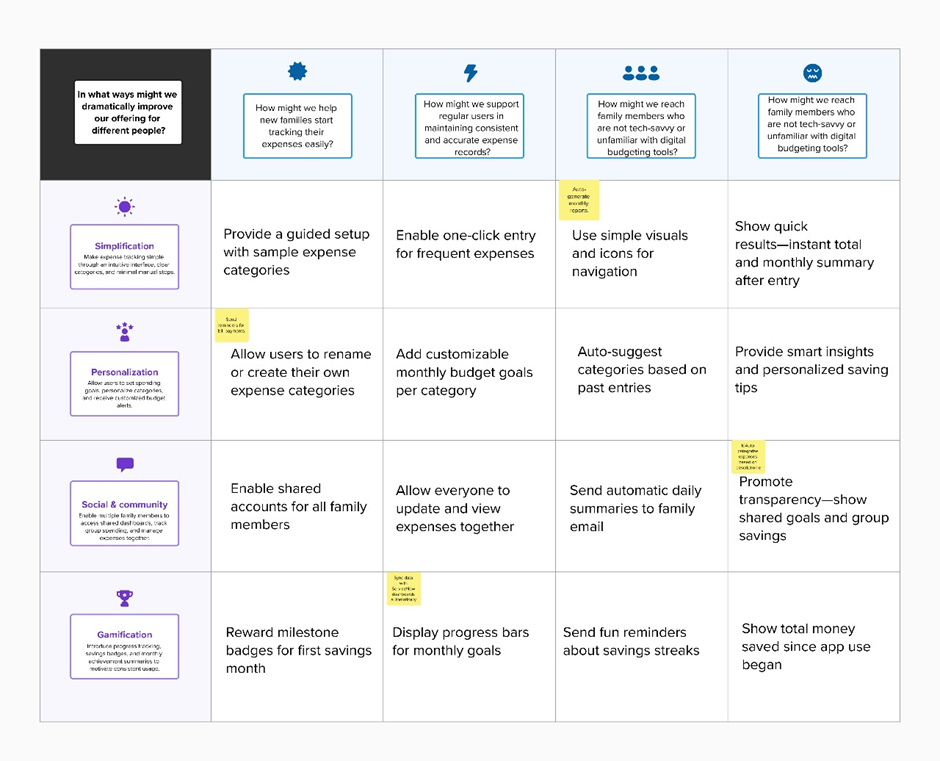 In what ways might we
dramatically improve
our offering for
different people?
How might we help
new families start
tracking their
expenses easily?
How might we support
regular users in
maintaining consistent
and accurate expense
records?
How might we reach
family members who
are not tech-savvy or
unfamiliar with digital
budgeting tools?
How might we reach
family members who
are not tech-savvy or
unfamiliar with digital
budgeting tools?
Simplification
Make expense tracking simple
through an intuitive interface, clear
categories, and minimal manual steps.
Provide a guided setup
with sample expense
categories
Enable one-click entry
for frequent expenses
Auto-
generate
monthly
reports.
Use simple visuals
and icons for
navigation
Show quick
results—instant total
and monthly summary
after entry
Personalization
Allow users to set spending
goals, personalize categories,
and receive customized budget
alerts.
Send
bill payments
Allow users to rename
or create their own
expense categories
Add customizable
monthly budget goals
per category
Auto-suggest
categories based on
past entries
Provide smart insights
and personalized saving
tips
Social & community
Enable multiple family members to
access shared dashboards, track
group spending, and manage
expenses together.
Enable shared
accounts for all family
members
Allow everyone to
update and view
expenses together
Send automatic daily
summaries to family
email
expenses
based on
Promote
transparency—show
shared goals and group
savings
Gamification
Introduce progress tracking,
savings badges, and monthly
achievement summaries to
motivate consistent usage.
Reward milestone
badges for first savings
month
Sync data
with
ServiceNow
dashboards
Display progress bars
for monthly goals
Send fun reminders
about savings streaks
Show total money
saved since app use
began